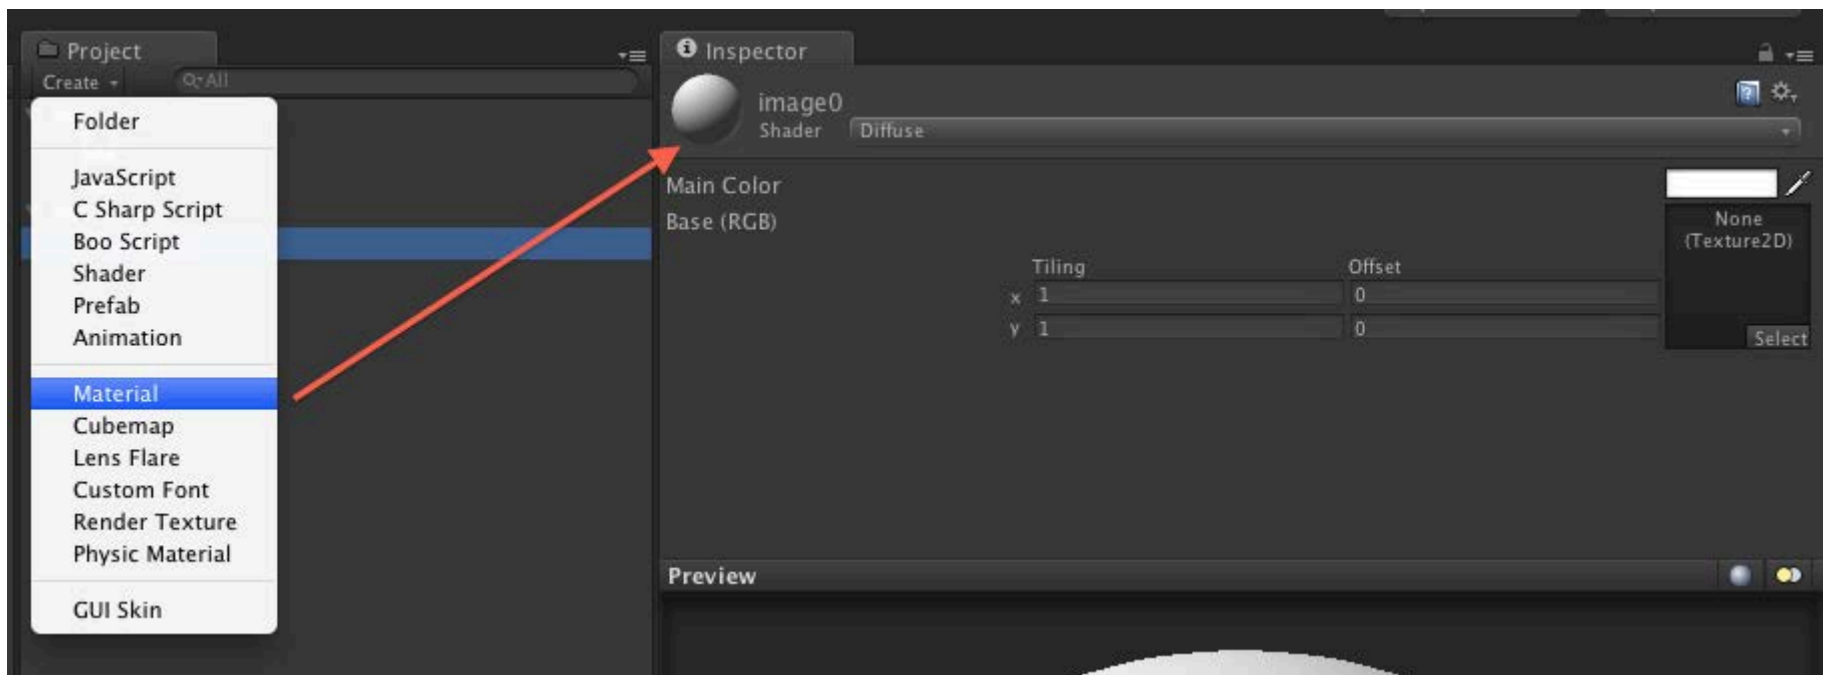 Project
Create
All
Folder
JavaScript
C Sharp Script
Boo Script
Shader
Prefab
Animation
Material
Cubemap
Lens Flare
Custom Font
Render Texture
Physic Material
GUI Skin
Inspector
image0
Shader Diffuse
Main Color
Base (RGB)
None
(Texture2D)
Tiling Offset
x 1 0
y 1 0
Select
Preview